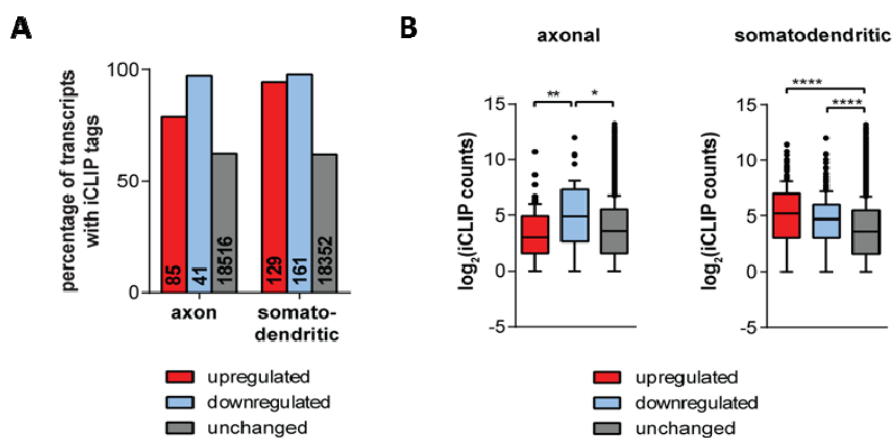 A
percentage of transcripts
with iCLIP tags
100
50
0
85
41
18516
129
161
18352
axon
somato-
dendritic
upregulated
downregulated
unchanged
B
axonal
log2(iCLIP counts)
15
10
5
0
-5
**
*
somatodendritic
log2(iCLIP counts)
15
10
5
0
-5
****
****
upregulated
downregulated
unchanged